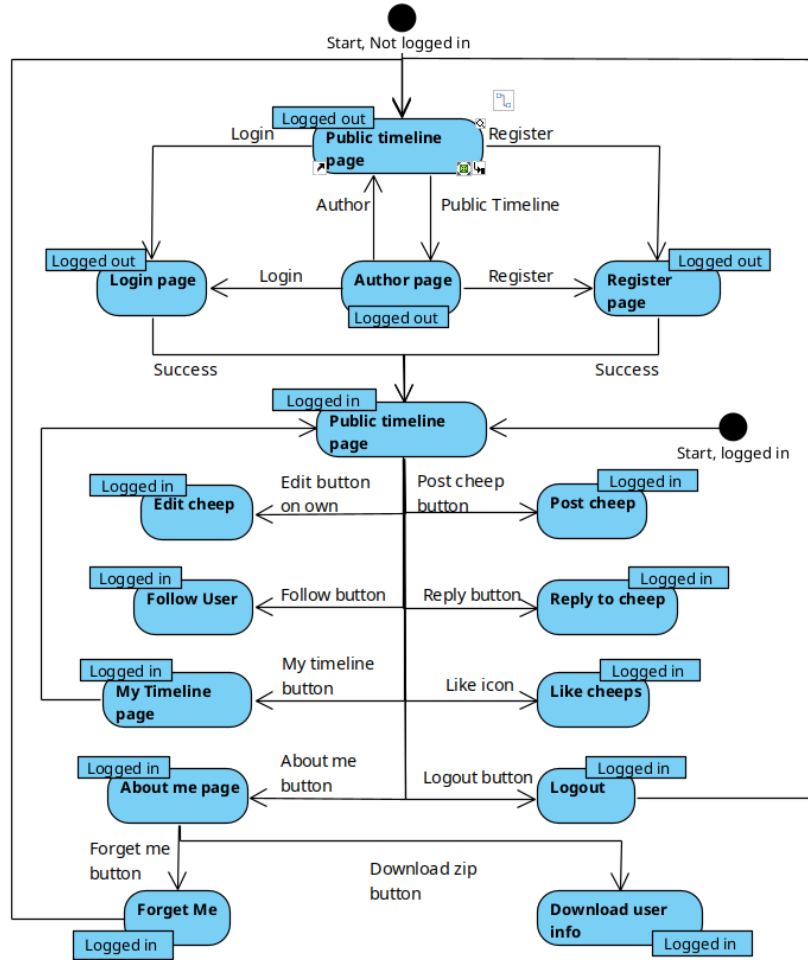 Start, Not logged in
Logged out
Public timeline
page
Login
Register
Author
Public Timeline
Logged out
Login page
Login
Author page
Logged out
Register
Logged out
Register
page
Success
Success
Logged in
Public timeline
page
Start, logged in
Logged in
Edit cheep
Edit button
on own
Post cheep
button
Logged in
Post cheep
Logged in
Follow User
Follow button
Reply button
Logged in
Reply to cheep
Logged in
My Timeline
page
My timeline
button
Like icon
Logged in
Like cheeps
Logged in
About me page
About me
button
Logout button
Logged in
Logout
Forget me
button
Download zip
button
Forget Me
Logged in
Download user
info
Logged in